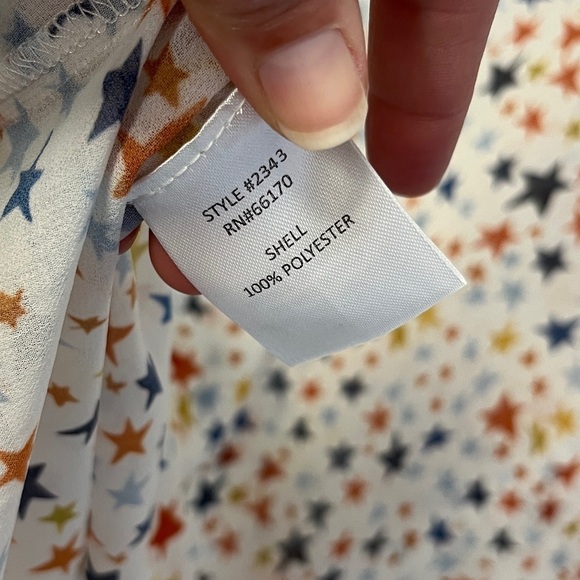 STYLE #2343
RN#66170
SHELL
100% POLYESTER